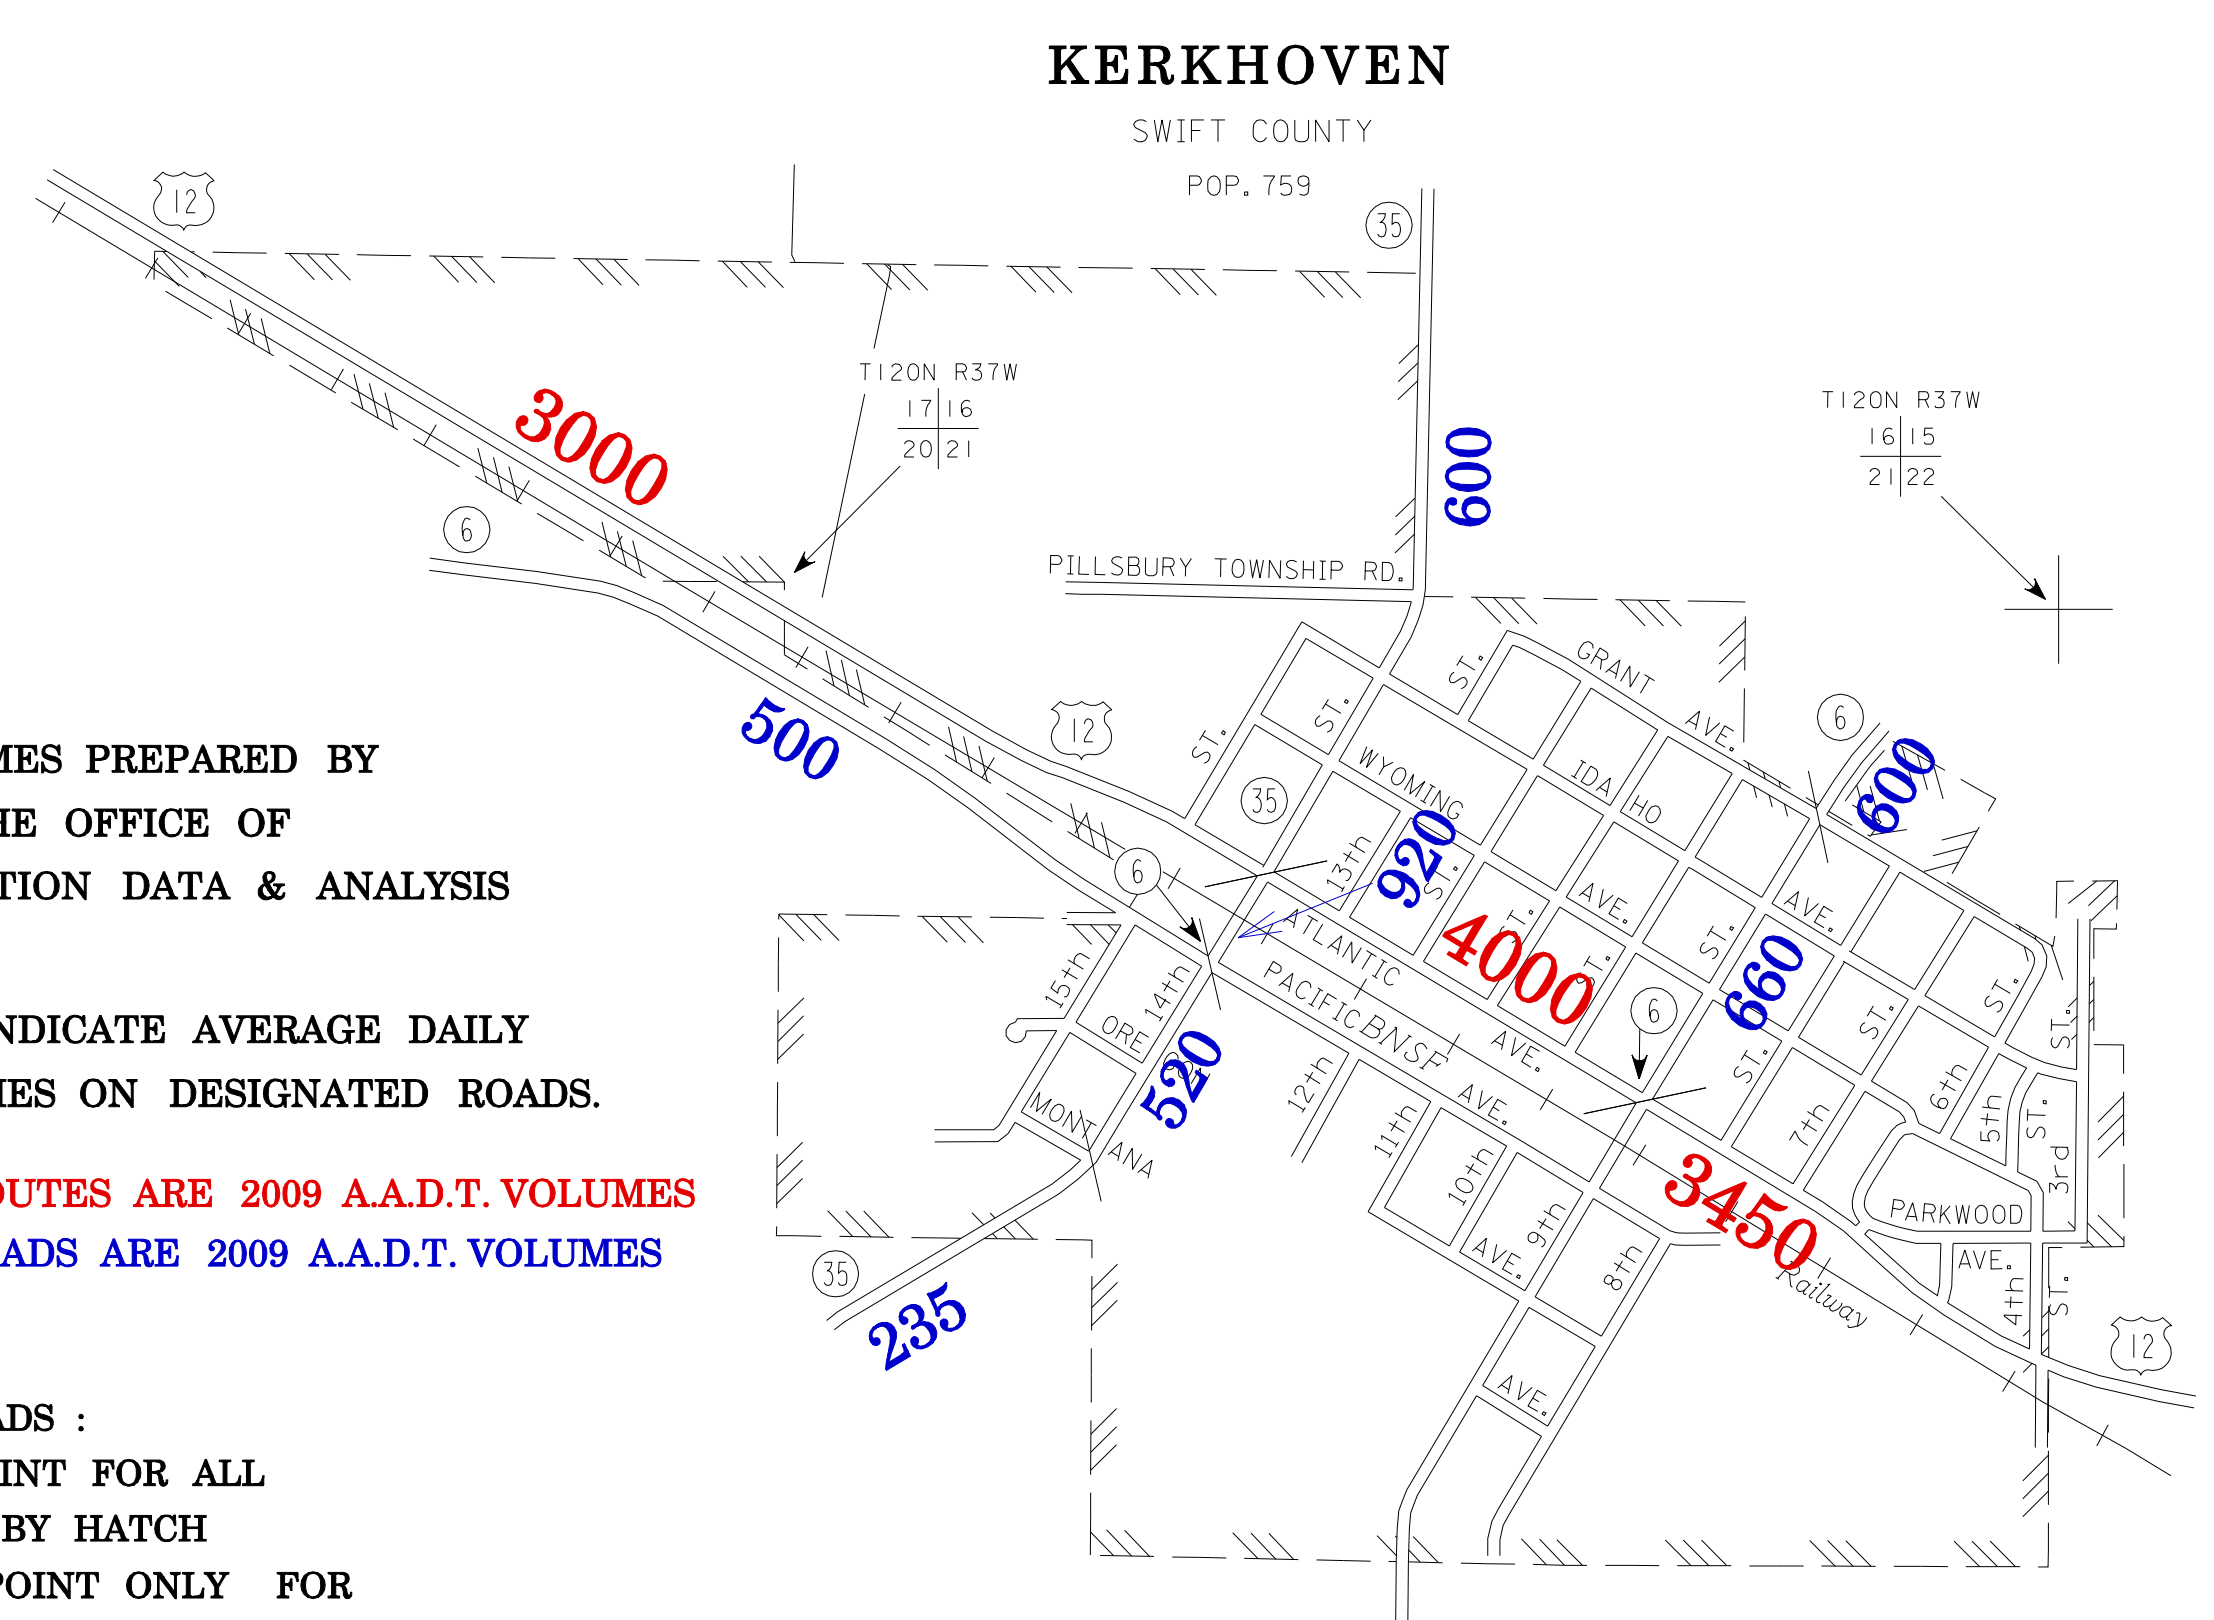 KERKHOVEN
SWIFT COUNTY
POP. 759
12
35
T120N R37W
17 16
20 21
T120N R37W
16 15
21 22
3000
600
6
PILLSBURY TOWNSHIP RD.
500
12
ST.
ST.
ST.
GRANT AVE.
6
600
35
WYOMING AVE.
IDAHO AVE.
920
6
13th ST.
ST.
ST.
ST.
4000
660
ATLANTIC AVE.
PACIFIC AVE.
BNSF Railway
6
15th
14th
ST.
ST.
ORE
520
MONTANA AVE.
AVE.
12th
11th
10th
9th
8th
7th
ST.
6th
ST.
5th
ST.
3rd
ST.
4th
ST.
PARKWOOD AVE.
3450
35
235
12
MES PREPARED BY
HE OFFICE OF
TION DATA & ANALYSIS
NDICATE AVERAGE DAILY
MES ON DESIGNATED ROADS.
OUTES ARE 2009 A.A.D.T. VOLUMES
ADS ARE 2009 A.A.D.T. VOLUMES
ADS :
INT FOR ALL
BY HATCH
POINT ONLY FOR